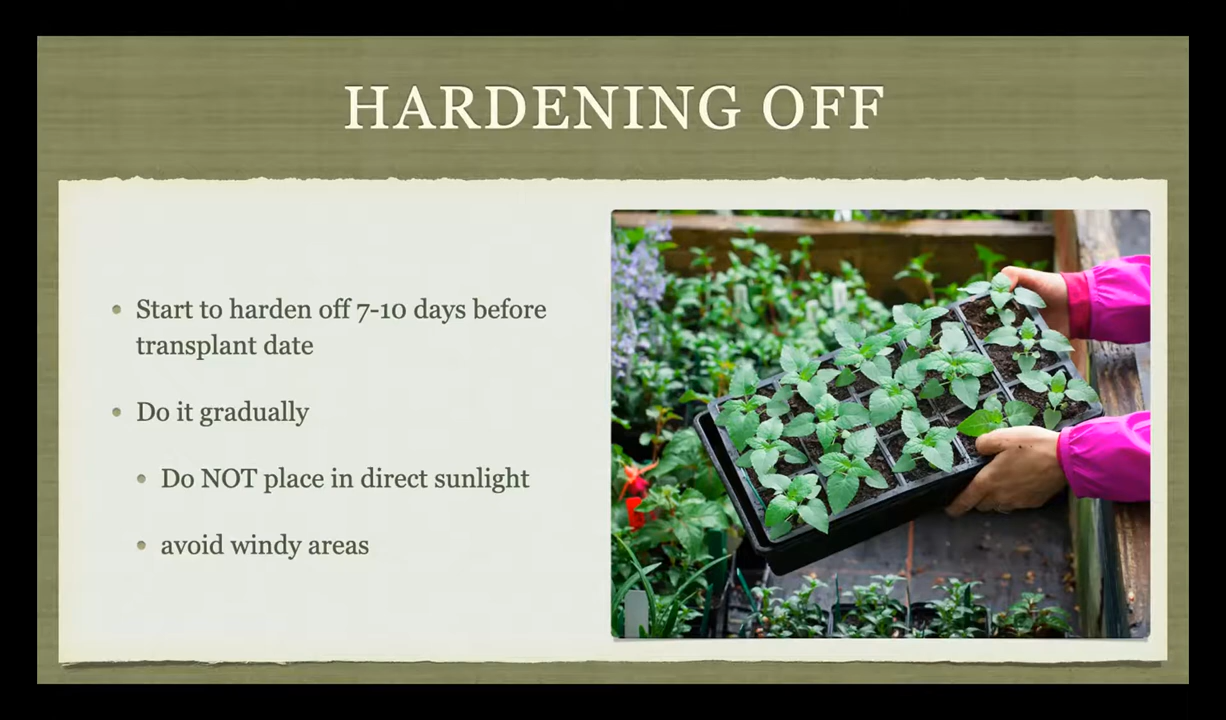 HARDENING OFF
• Start to harden off 7-10 days before
transplant date
• Do it gradually
• Do NOT place in direct sunlight
• avoid windy areas